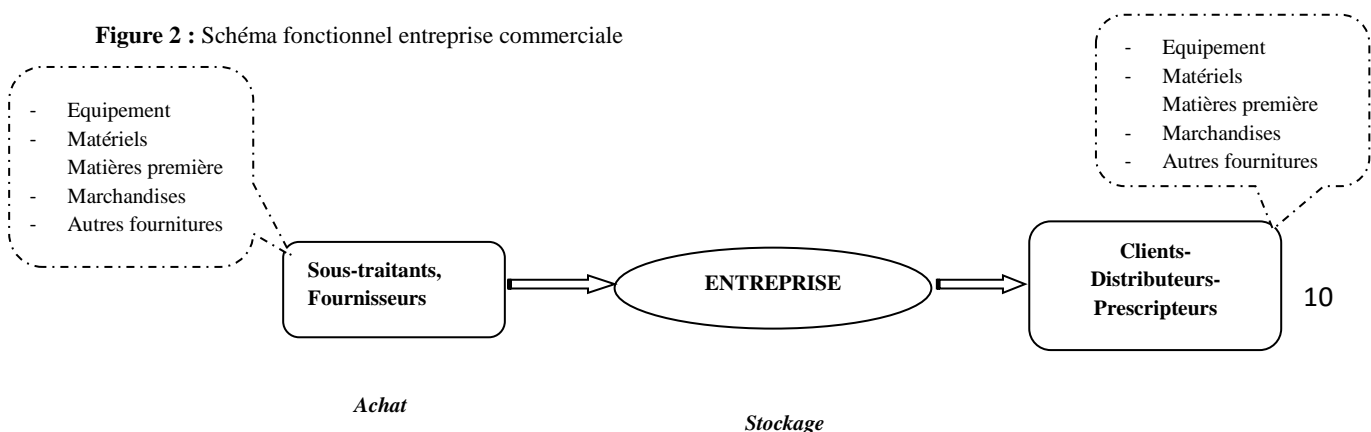 Figure 2 : Schéma fonctionnel entreprise commerciale
- Equipement
- Matériels
Matières première
- Marchandises
- Autres fournitures
- Equipement
- Matériels
Matières première
- Marchandises
- Autres fournitures
Sous-traitants,
Fournisseurs
ENTREPRISE
Clients-
Distributeurs-
Prescripteurs
10
Achat
Stockage